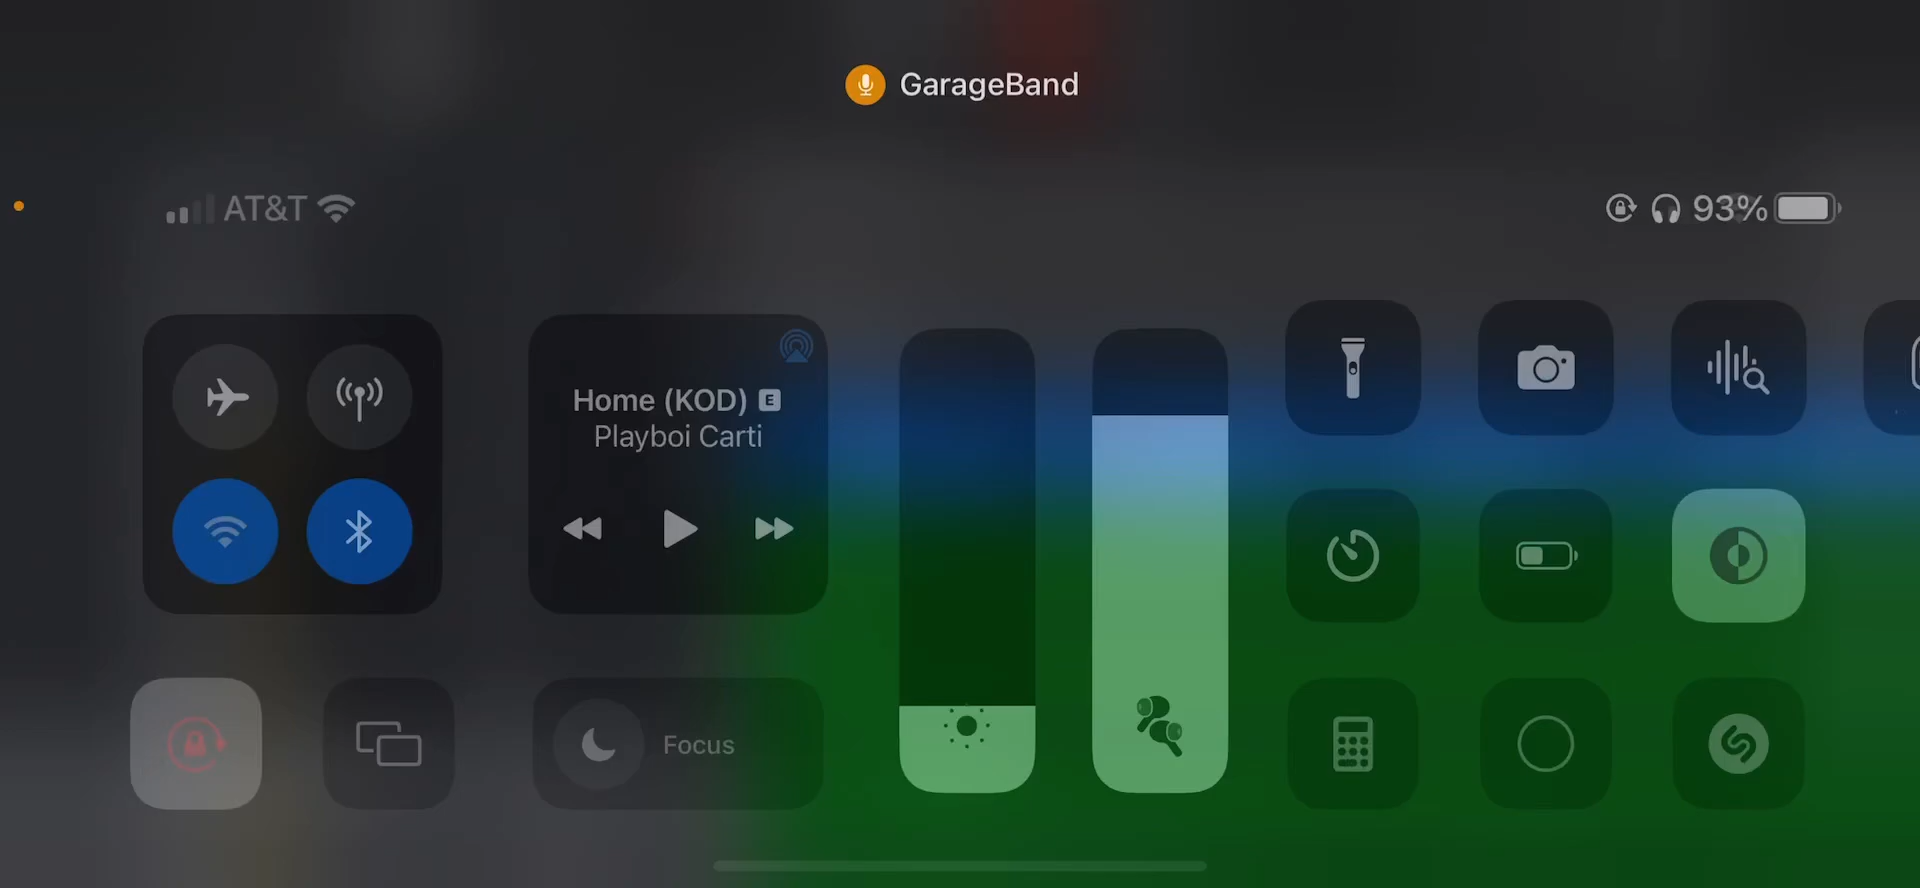 GarageBand
AT&T
93%
Home (KOD) E
Playboi Carti
Focus